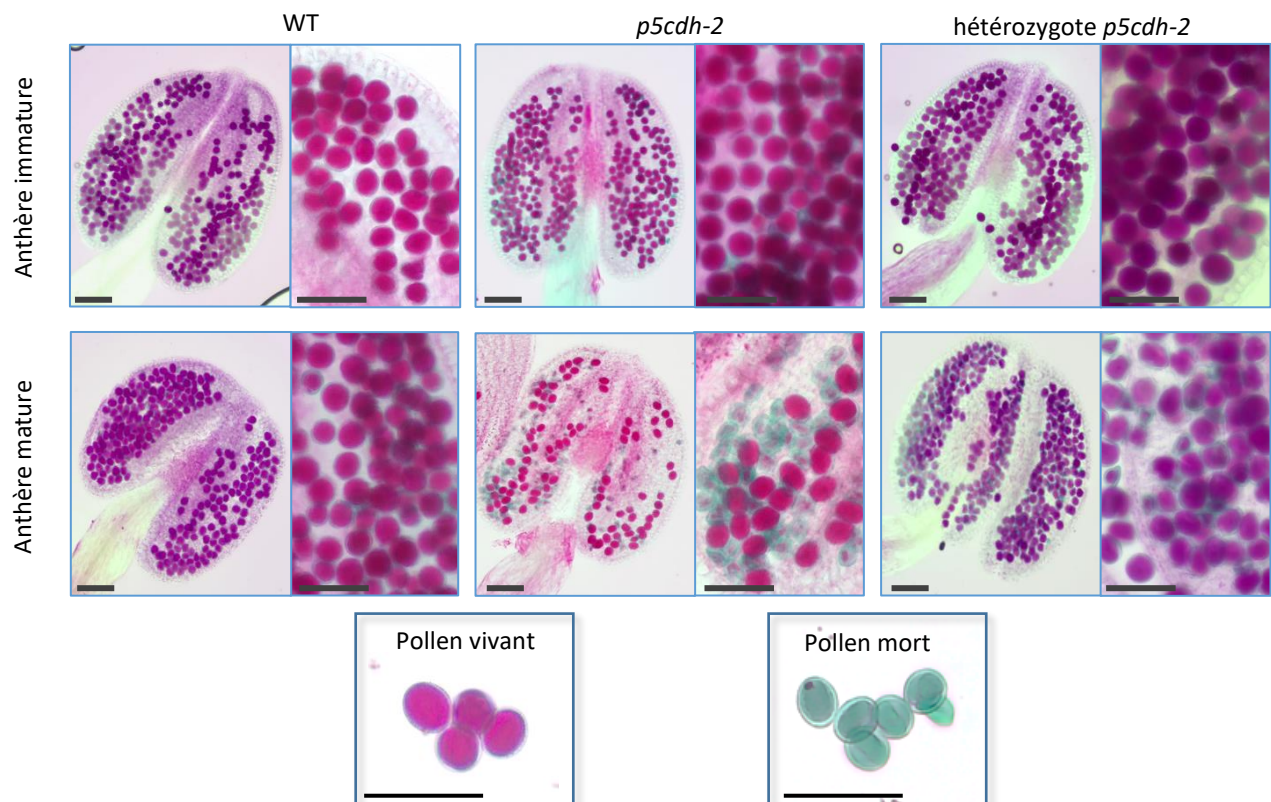 WT
p5cdh-2
hétérozygote p5cdh-2
Anthère immature
Anthère mature
Pollen vivant
Pollen mort